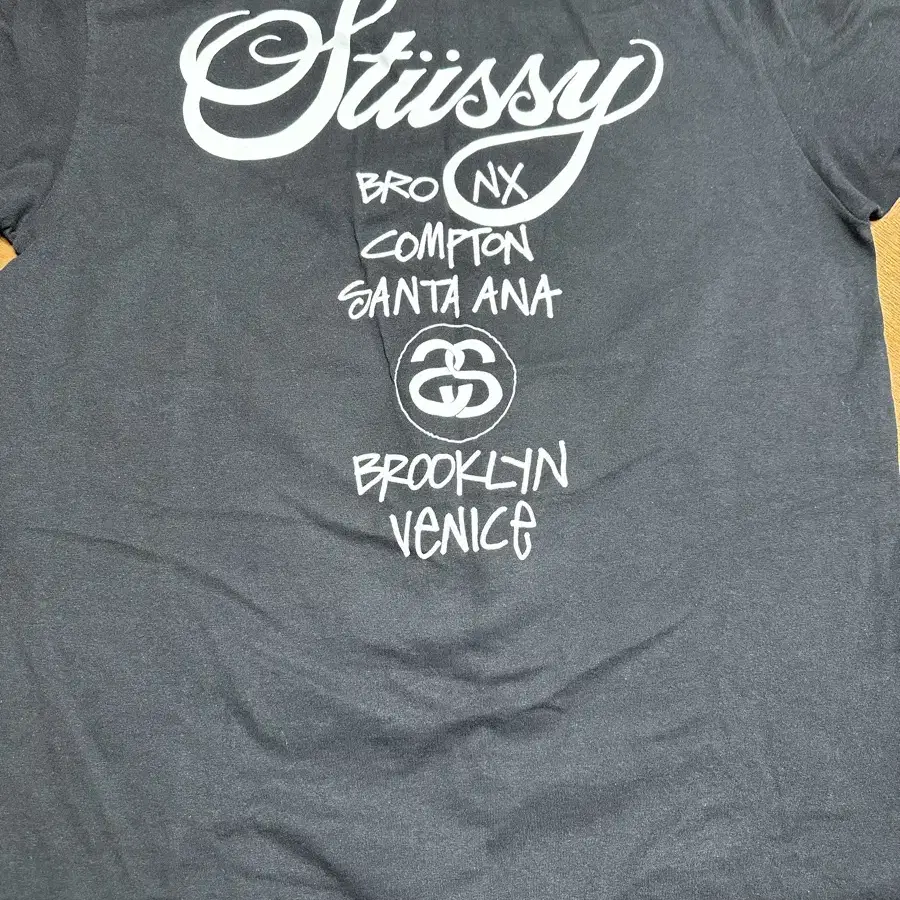 Stüssy
BRONX
COMPTON
SANTA ANA
BROOKLYN
VENICE